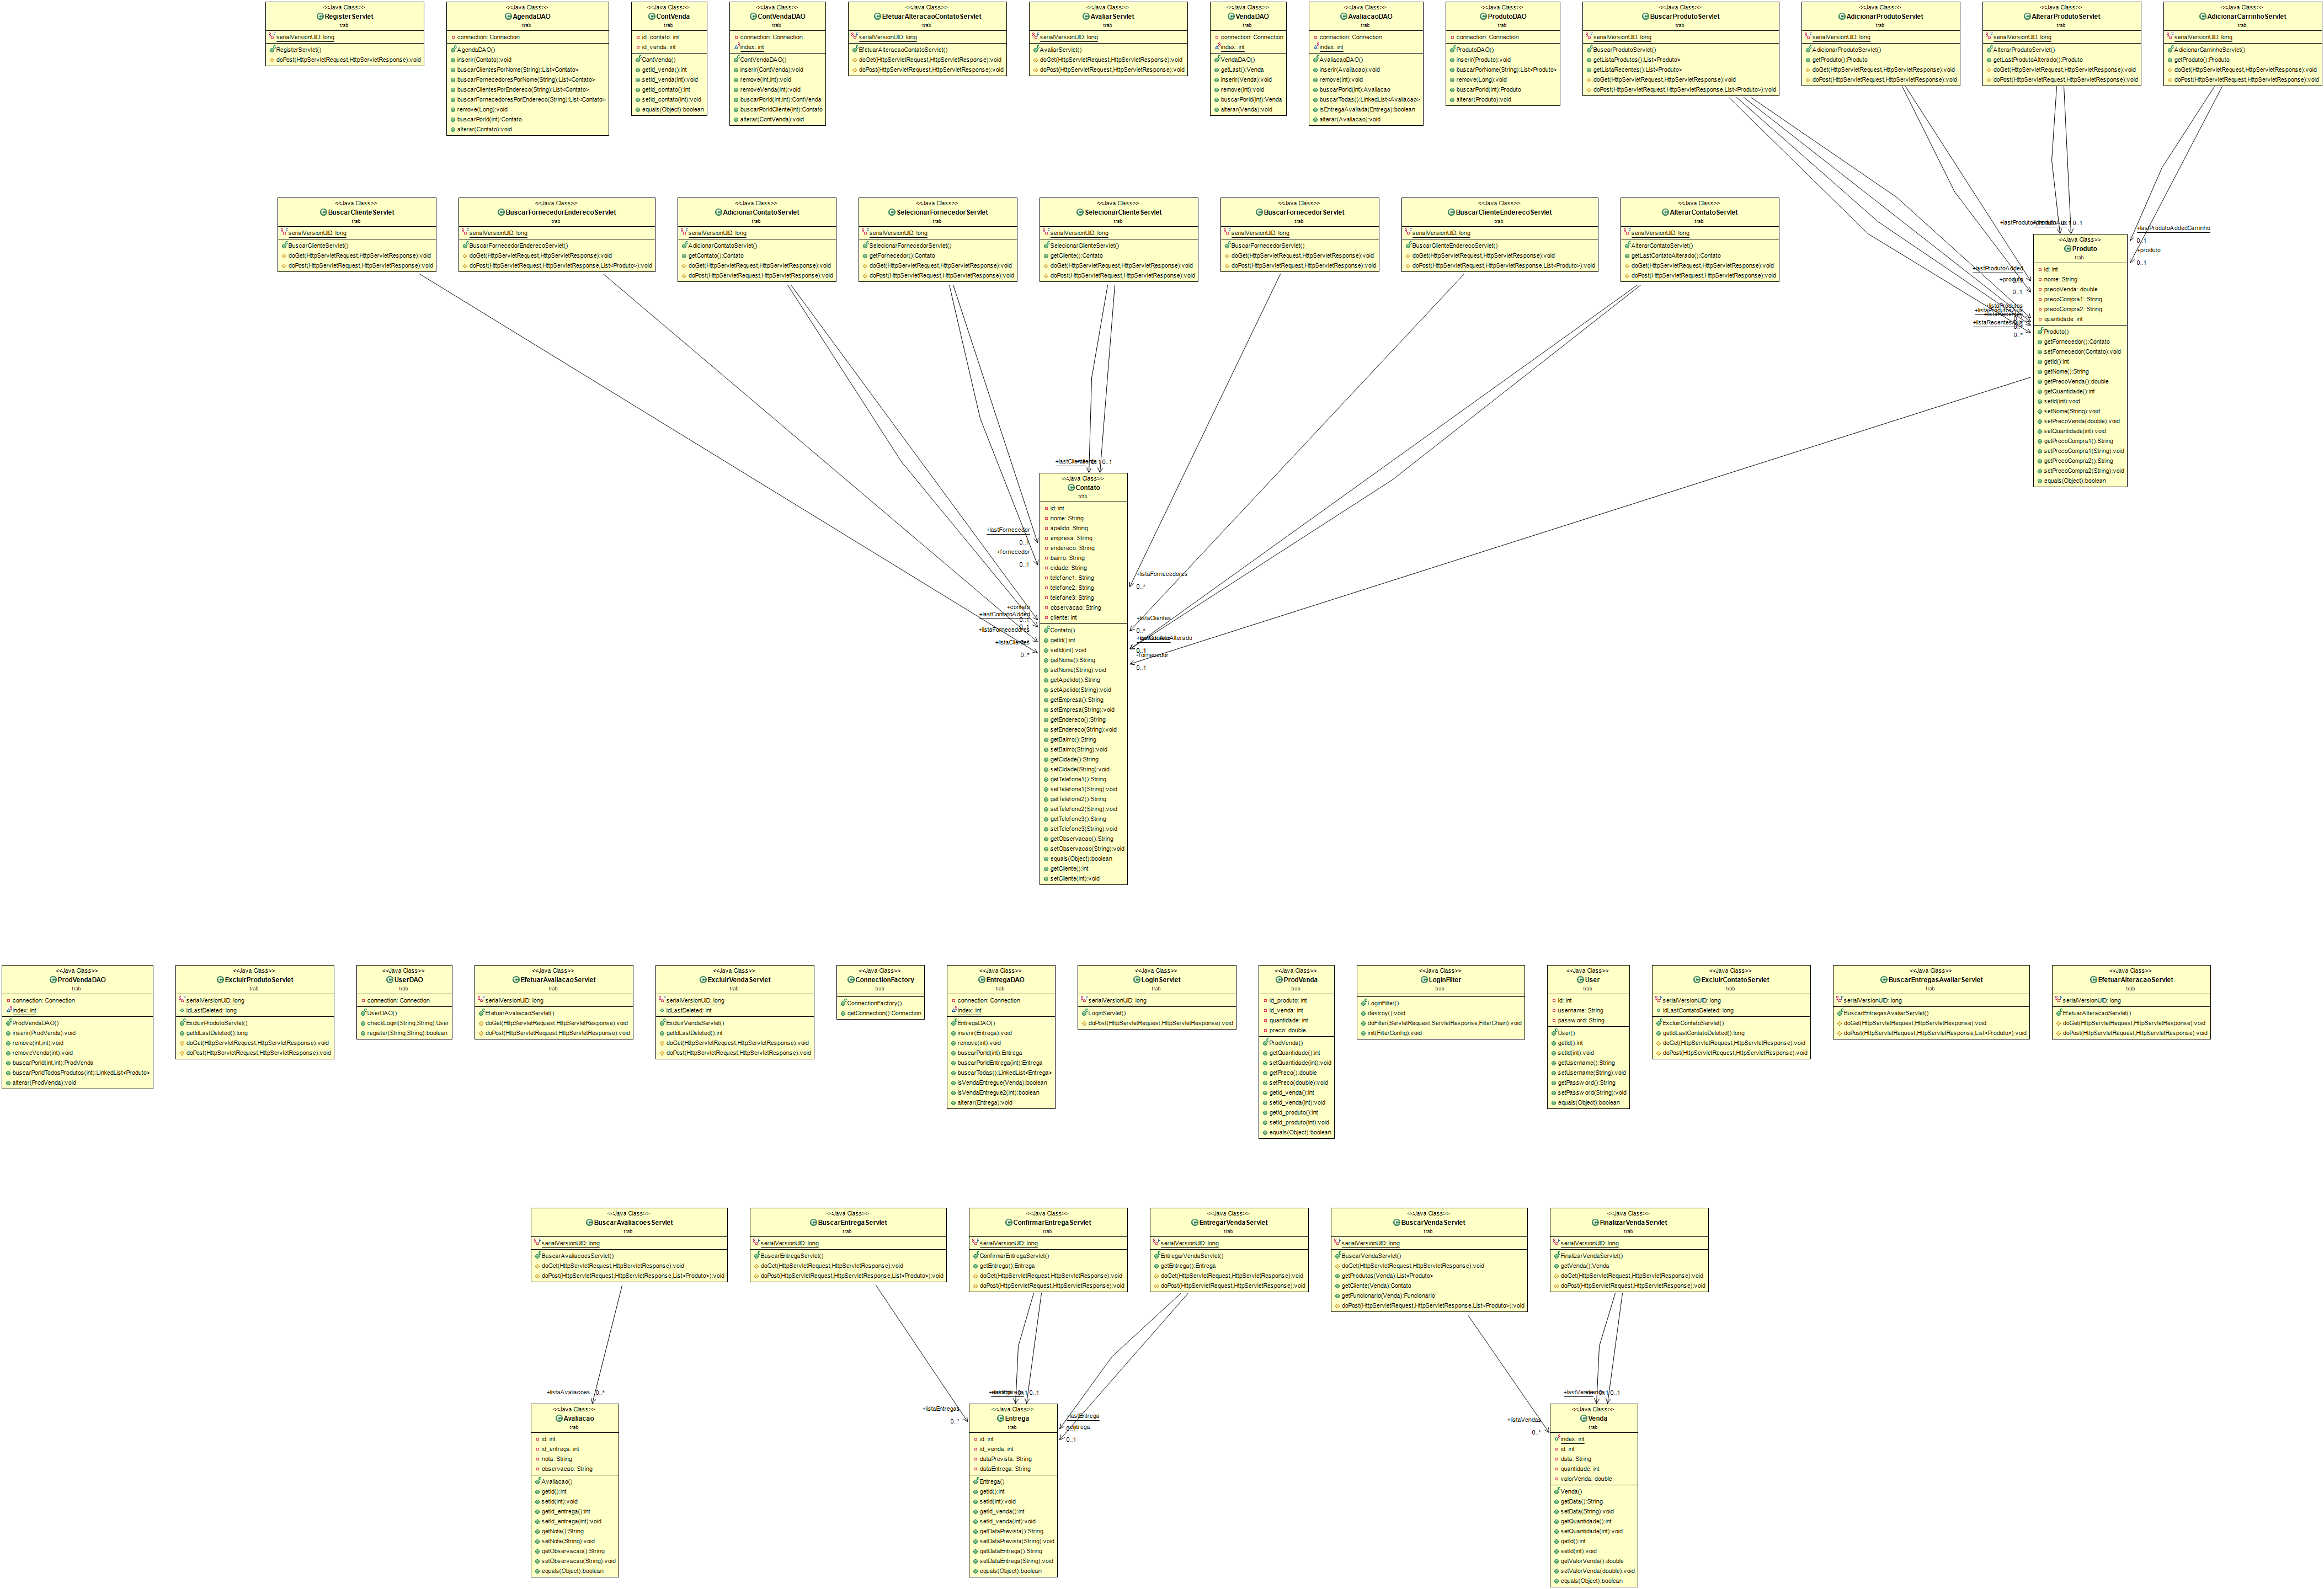 <<Java Class>>
RegisterServlet
trab
serialVersionUID: long
RegisterServlet()
doPost(HttpServletRequest,HttpServletResponse):void
<<Java Class>>
AgendaDAO
trab
connection: Connection
AgendaDAO()
inserir(Contato):void
buscarClientesPorNome(String):List<Contato>
buscarFornecedoresPorNome(String):List<Contato>
buscarClientesPorEndereco(String):List<Contato>
buscarFornecedoresPorEndereco(String):List<Contato>
remove(Long):void
buscarPorId(int):Contato
alterar(Contato):void
<<Java Class>>
ContVenda
trab
id_contato: int
id_venda: int
ContVenda()
getId_venda():int
setId_venda(int):void
getId_contato():int
setId_contato(int):void
equals(Object):boolean
<<Java Class>>
ContVendaDAO
trab
connection: Connection
index: int
ContVendaDAO()
inserir(ContVenda):void
remove(int,int):void
removeVenda(int):void
buscarPorId(int,int):ContVenda
buscarPorIdCliente(int):Contato
alterar(ContVenda):void
<<Java Class>>
EfetuarAlteracaoContatoServlet
trab
serialVersionUID: long
EfetuarAlteracaoContatoServlet()
doGet(HttpServletRequest,HttpServletResponse):void
doPost(HttpServletRequest,HttpServletResponse):void
<<Java Class>>
AvaliarServlet
trab
serialVersionUID: long
AvaliarServlet()
doGet(HttpServletRequest,HttpServletResponse):void
doPost(HttpServletRequest,HttpServletResponse):void
<<Java Class>>
VendaDAO
trab
connection: Connection
index: int
VendaDAO()
getLast():Venda
inserir(Venda):void
remove(int):void
buscarPorId(int):Venda
alterar(Venda):void
<<Java Class>>
AvaliacaoDAO
trab
connection: Connection
index: int
AvaliacaoDAO()
inserir(Avaliacao):void
remove(int):void
buscarPorId(int):Avaliacao
buscarTodas():LinkedList<Avaliacao>
isEntregaAvaliada(Entrega):boolean
alterar(Avaliacao):void
<<Java Class>>
ProdutoDAO
trab
connection: Connection
ProdutoDAO()
inserir(Produto):void
buscarPorNome(String):List<Produto>
remove(Long):void
buscarPorId(int):Produto
alterar(Produto):void
<<Java Class>>
BuscarProdutoServlet
trab
serialVersionUID: long
BuscarProdutoServlet()
getListaProdutos():List<Produto>
getListaRecentes():List<Produto>
doGet(HttpServletRequest,HttpServletResponse):void
doPost(HttpServletRequest,HttpServletResponse,List<Produto>):void
<<Java Class>>
AdicionarProdutoServlet
trab
serialVersionUID: long
AdicionarProdutoServlet()
getProduto():Produto
doGet(HttpServletRequest,HttpServletResponse):void
doPost(HttpServletRequest,HttpServletResponse):void
<<Java Class>>
AlterarProdutoServlet
trab
serialVersionUID: long
AlterarProdutoServlet()
getLastProdutoAlterado():Produto
doGet(HttpServletRequest,HttpServletResponse):void
doPost(HttpServletRequest,HttpServletResponse):void
<<Java Class>>
AdicionarCarrinhoServlet
trab
serialVersionUID: long
AdicionarCarrinhoServlet()
getProduto():Produto
doGet(HttpServletRequest,HttpServletResponse):void
doPost(HttpServletRequest,HttpServletResponse):void
<<Java Class>>
BuscarClienteServlet
trab
serialVersionUID: long
BuscarClienteServlet()
doGet(HttpServletRequest,HttpServletResponse):void
doPost(HttpServletRequest,HttpServletResponse):void
<<Java Class>>
BuscarFornecedorEnderecoServlet
trab
serialVersionUID: long
BuscarFornecedorEnderecoServlet()
doGet(HttpServletRequest,HttpServletResponse):void
doPost(HttpServletRequest,HttpServletResponse,List<Produto>):void
<<Java Class>>
AdicionarContatoServlet
trab
serialVersionUID: long
AdicionarContatoServlet()
getContato():Contato
doGet(HttpServletRequest,HttpServletResponse):void
doPost(HttpServletRequest,HttpServletResponse):void
<<Java Class>>
SelecionarFornecedorServlet
trab
serialVersionUID: long
SelecionarFornecedorServlet()
getFornecedor():Contato
doGet(HttpServletRequest,HttpServletResponse):void
doPost(HttpServletRequest,HttpServletResponse):void
<<Java Class>>
SelecionarClienteServlet
trab
serialVersionUID: long
SelecionarClienteServlet()
getCliente():Contato
doGet(HttpServletRequest,HttpServletResponse):void
doPost(HttpServletRequest,HttpServletResponse):void
<<Java Class>>
BuscarFornecedorServlet
trab
serialVersionUID: long
BuscarFornecedorServlet()
doGet(HttpServletRequest,HttpServletResponse):void
doPost(HttpServletRequest,HttpServletResponse):void
<<Java Class>>
BuscarClienteEnderecoServlet
trab
serialVersionUID: long
BuscarClienteEnderecoServlet()
doGet(HttpServletRequest,HttpServletResponse):void
doPost(HttpServletRequest,HttpServletResponse,List<Produto>):void
<<Java Class>>
AlterarContatoServlet
trab
serialVersionUID: long
AlterarContatoServlet()
getLastContatoAlterado():Contato
doGet(HttpServletRequest,HttpServletResponse):void
doPost(HttpServletRequest,HttpServletResponse):void
0..1
+lastProdutoAddedCarrinho
0..1
+produto
0..1
<<Java Class>>
Produto
trab
id: int
nome: String
precoVenda: double
precoCompra1: String
precoCompra2: String
quantidade: int
Produto()
getFornecedor():Contato
setFornecedor(Contato):void
getId():int
getNome():String
getPrecoVenda():double
getQuantidade():int
setId(int):void
setNome(String):void
setPrecoVenda(double):void
setQuantidade(int):void
getPrecoCompra1():String
setPrecoCompra1(String):void
getPrecoCompra2():String
setPrecoCompra2(String):void
equals(Object):boolean
+lastProdutoAdded
+produto
0..1
+listaProdutos
0..*
0..1
<<Java Class>>
Contato
trab
id: int
nome: String
apelido: String
empresa: String
endereco: String
bairro: String
cidade: String
telefone1: String
telefone2: String
telefone3: String
observacao: String
cliente: int
Contato()
getId():int
setId(int):void
getNome():String
setNome(String):void
getApelido():String
setApelido(String):void
getEmpresa():String
setEmpresa(String):void
getEndereco():String
setEndereco(String):void
getBairro():String
setBairro(String):void
getCidade():String
setCidade(String):void
getTelefone1():String
setTelefone1(String):void
getTelefone2():String
setTelefone2(String):void
getTelefone3():String
setTelefone3(String):void
getObservacao():String
setObservacao(String):void
equals(Object):boolean
getCliente():int
setCliente(int):void
+lastFornecedor
0..1
+fornecedor
0..1
+contato
+lastContatoAdded
0..1
+listaFornecedores
+listaClientes
0..*
+listaFornecedores
0..*
+listaClientes
0..*
0..1
-fornecedor
0..1
<<Java Class>>
ProdVendaDAO
trab
connection: Connection
index: int
ProdVendaDAO()
inserir(ProdVenda):void
remove(int,int):void
removeVenda(int):void
buscarPorId(int,int):ProdVenda
buscarPorIdTodosProdutos(int):LinkedList<Produto>
alterar(ProdVenda):void
<<Java Class>>
ExcluirProdutoServlet
trab
serialVersionUID: long
idLastDeleted: long
ExcluirProdutoServlet()
getIdLastDeleted():long
doGet(HttpServletRequest,HttpServletResponse):void
doPost(HttpServletRequest,HttpServletResponse):void
<<Java Class>>
UserDAO
trab
connection: Connection
UserDAO()
checkLogin(String,String):User
register(String,String):boolean
<<Java Class>>
EfetuarAvaliacaoServlet
trab
serialVersionUID: long
EfetuarAvaliacaoServlet()
doGet(HttpServletRequest,HttpServletResponse):void
doPost(HttpServletRequest,HttpServletResponse):void
<<Java Class>>
ExcluirVendaServlet
trab
serialVersionUID: long
idLastDeleted: int
ExcluirVendaServlet()
getIdLastDeleted():int
doGet(HttpServletRequest,HttpServletResponse):void
doPost(HttpServletRequest,HttpServletResponse):void
<<Java Class>>
ConnectionFactory
trab
ConnectionFactory()
getConnection():Connection
<<Java Class>>
EntregaDAO
trab
connection: Connection
index: int
EntregaDAO()
inserir(Entrega):void
remove(int):void
buscarPorId(int):Entrega
buscarPorIdEntrega(int):Entrega
buscarTodas():LinkedList<Entrega>
isVendaEntregue(Venda):boolean
isVendaEntregue2(int):boolean
alterar(Entrega):void
<<Java Class>>
LoginServlet
trab
serialVersionUID: long
LoginServlet()
doPost(HttpServletRequest,HttpServletResponse):void
<<Java Class>>
ProdVenda
trab
id_produto: int
id_venda: int
quantidade: int
preco: double
ProdVenda()
getQuantidade():int
setQuantidade(int):void
getPreco():double
setPreco(double):void
getId_venda():int
setId_venda(int):void
getId_produto():int
setId_produto(int):void
equals(Object):boolean
<<Java Class>>
LoginFilter
trab
LoginFilter()
destroy():void
doFilter(ServletRequest,ServletResponse,FilterChain):void
init(FilterConfig):void
<<Java Class>>
User
trab
id: int
username: String
password: String
User()
getId():int
setId(int):void
getUsername():String
setUsername(String):void
getPassword():String
setPassword(String):void
equals(Object):boolean
<<Java Class>>
ExcluirContatoServlet
trab
serialVersionUID: long
idLastContatoDeleted: long
ExcluirContatoServlet()
getIdLastContatoDeleted():long
doGet(HttpServletRequest,HttpServletResponse):void
doPost(HttpServletRequest,HttpServletResponse):void
<<Java Class>>
BuscarEntregasAvaliarServlet
trab
serialVersionUID: long
BuscarEntregasAvaliarServlet()
doGet(HttpServletRequest,HttpServletResponse):void
doPost(HttpServletRequest,HttpServletResponse,List<Produto>):void
<<Java Class>>
EfetuarAlteracaoServlet
trab
serialVersionUID: long
EfetuarAlteracaoServlet()
doGet(HttpServletRequest,HttpServletResponse):void
doPost(HttpServletRequest,HttpServletResponse):void
<<Java Class>>
BuscarAvaliacoesServlet
trab
serialVersionUID: long
BuscarAvaliacoesServlet()
doGet(HttpServletRequest,HttpServletResponse):void
doPost(HttpServletRequest,HttpServletResponse,List<Produto>):void
<<Java Class>>
BuscarEntregaServlet
trab
serialVersionUID: long
BuscarEntregaServlet()
doGet(HttpServletRequest,HttpServletResponse):void
doPost(HttpServletRequest,HttpServletResponse,List<Produto>):void
<<Java Class>>
ConfirmarEntregaServlet
trab
serialVersionUID: long
ConfirmarEntregaServlet()
getEntrega():Entrega
doGet(HttpServletRequest,HttpServletResponse):void
doPost(HttpServletRequest,HttpServletResponse):void
<<Java Class>>
EntregarVendaServlet
trab
serialVersionUID: long
EntregarVendaServlet()
getEntrega():Entrega
doGet(HttpServletRequest,HttpServletResponse):void
doPost(HttpServletRequest,HttpServletResponse):void
<<Java Class>>
BuscarVendaServlet
trab
serialVersionUID: long
BuscarVendaServlet()
doGet(HttpServletRequest,HttpServletResponse):void
getProdutos(Venda):List<Produto>
getCliente(Venda):Contato
getFuncionario(Venda):Funcionario
doPost(HttpServletRequest,HttpServletResponse,List<Produto>):void
<<Java Class>>
FinalizarVendaServlet
trab
serialVersionUID: long
FinalizarVendaServlet()
getVenda():Venda
doGet(HttpServletRequest,HttpServletResponse):void
doPost(HttpServletRequest,HttpServletResponse):void
+listaAvaliacoes 0..*
<<Java Class>>
Avaliacao
trab
id: int
id_entrega: int
nota: String
observacao: String
Avaliacao()
getId():int
setId(int):void
getId_entrega():int
setId_entrega(int):void
getNota():String
setNota(String):void
getObservacao():String
setObservacao(String):void
equals(Object):boolean
+listaEntregas
0..*
0..1
<<Java Class>>
Entrega
trab
id: int
id_venda: int
dataPrevista: String
dataEntrega: String
Entrega()
getId():int
setId(int):void
getId_venda():int
setId_venda(int):void
getDataPrevista():String
setDataPrevista(String):void
getDataEntrega():String
setDataEntrega(String):void
equals(Object):boolean
+lastEntrega
+entrega
0..1
+listaVendas
0..*
0..1
<<Java Class>>
Venda
trab
index: int
id: int
data: String
quantidade: int
valorVenda: double
Venda()
getData():String
setData(String):void
getQuantidade():int
setQuantidade(int):void
getId():int
setId(int):void
getValorVenda():double
setValorVenda(double):void
equals(Object):boolean